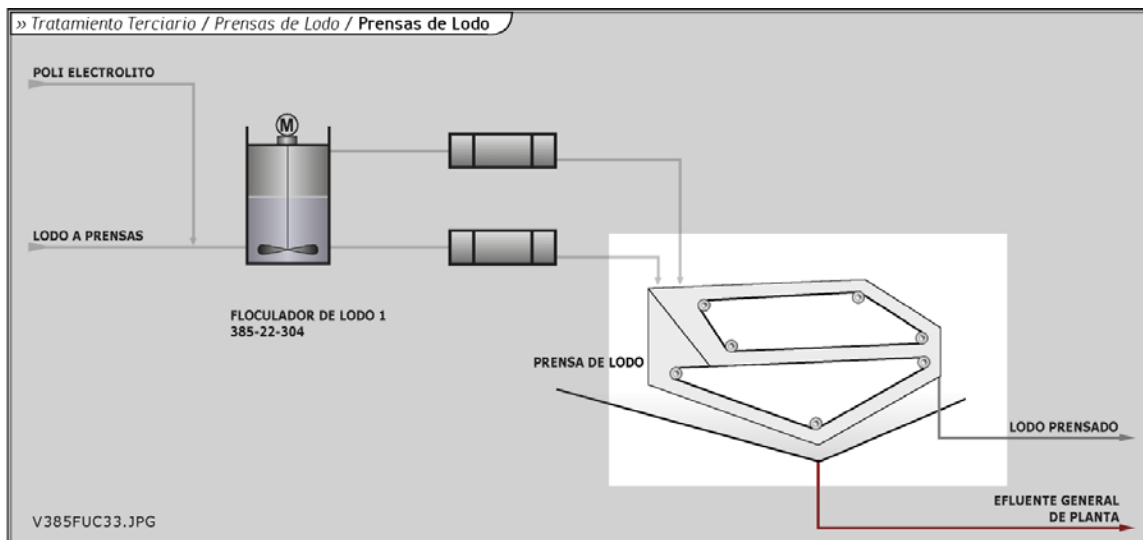 » Tratamiento Terciario / Prensas de Lodo / Prensas de Lodo
POLI ELECTROLITO
M
LODO A PRENSAS
FLOCULADOR DE LODO 1
385-22-304
PRENSA DE LODO
LODO PRENSADO
EFLUENTE GENERAL
DE PLANTA
V385FUC33.JPG